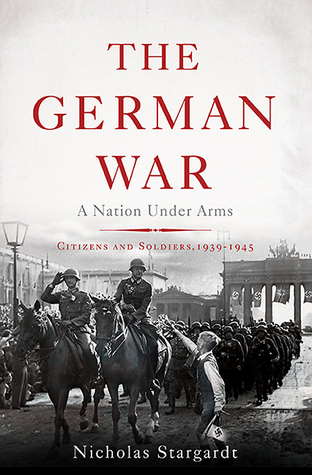 THE
GERMAN
WAR
A Nation Under Arms
CITIZENS AND SOLDIERS, 1939-1945
Nicholas Stargardt